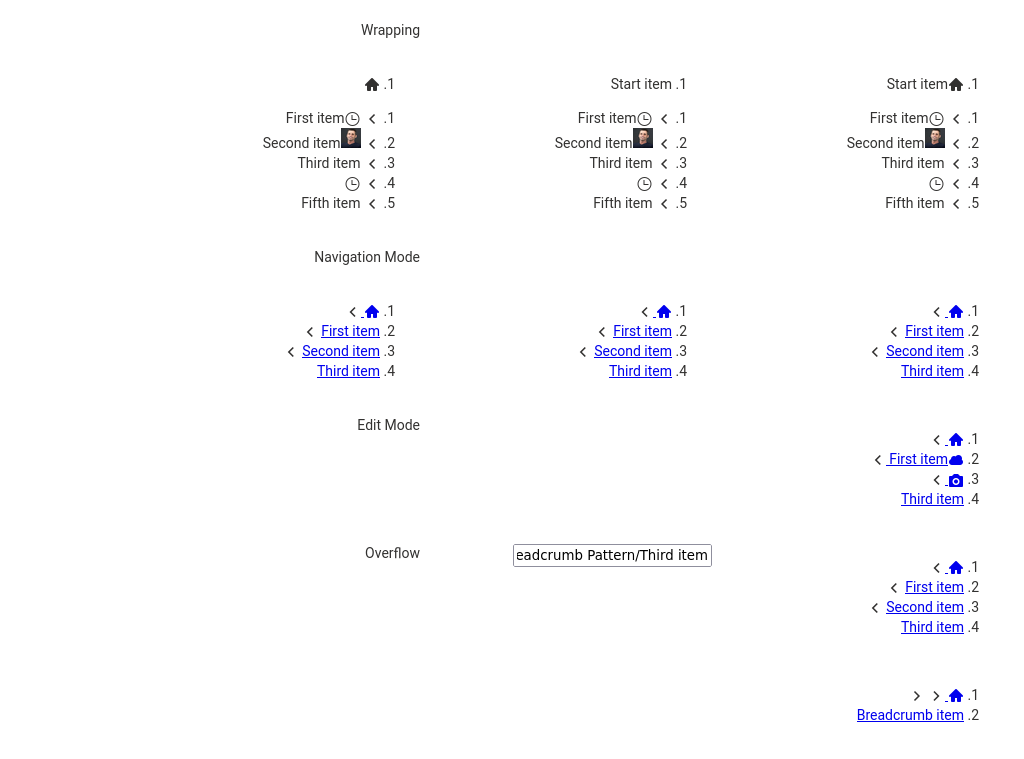 Wrapping
1. Start item
1. First item
2. Second item
3. Third item
4.
5. Fifth item
1. Start item
1. First item
2. Second item
3. Third item
4.
5. Fifth item
1.
1. First item
2. Second item
3. Third item
4.
5. Fifth item
Navigation Mode
1.
2. First item
3. Second item
4. Third item
1.
2. First item
3. Second item
4. Third item
1.
2. First item
3. Second item
4. Third item
Edit Mode
1.
2. First item
3.
4. Third item
Overflow
eadcrumb Pattern/Third item
1.
2. First item
3. Second item
4. Third item
1.
2. Breadcrumb item